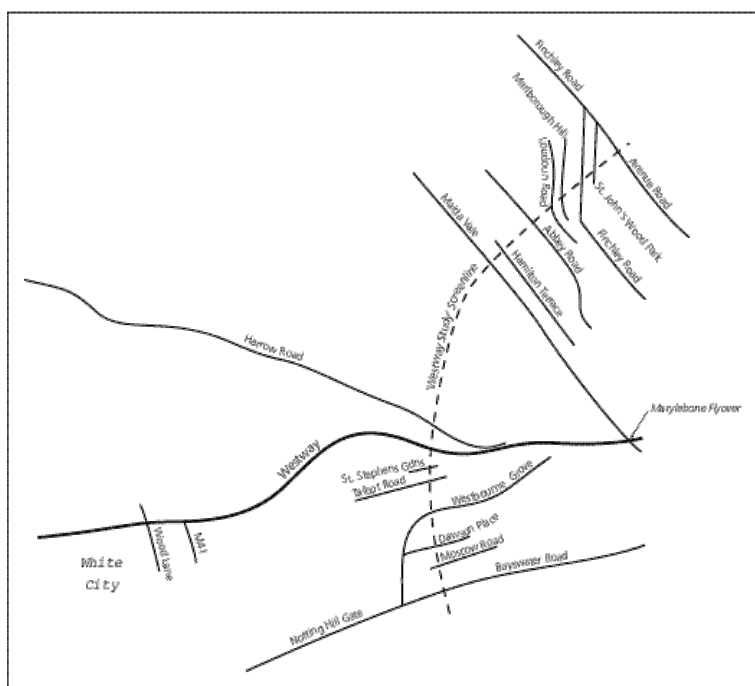 Finchley Road
Marlborough Hill
Loudoun Road
Avenue Road
St. John's Wood Park
Maida Vale
Abbey Road
Finchley Road
Hamilton Terrace
Westway Study Screenline
Harrow Road
Marylebone Flyover
Westway
St. Stephens Gdns
Talbot Road
Westbourne Grove
Dawson Place
Moscow Road
M41
Wood Lane
White
City
Bayswater Road
Notting Hill Gate